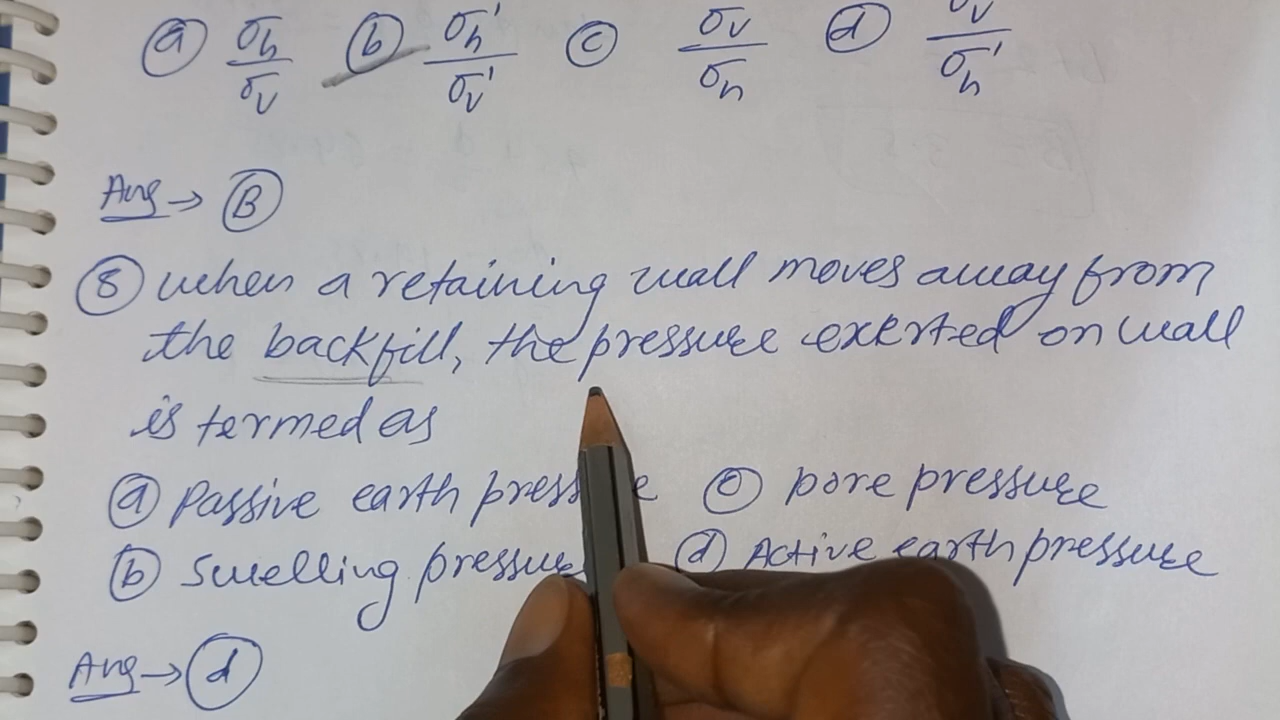 ⓐ σh/σv ⓑ σh'/σv' ⓒ σv/σh ⓓ σv/σh'
Ans → Ⓑ
⑧ when a retaining wall moves away from
the backfill, the pressure exerted on wall
is termed as
ⓐ Passive earth pressure ⓒ pore pressure
ⓑ Swelling pressure ⓓ Active earth pressure
Ans → ⓓ